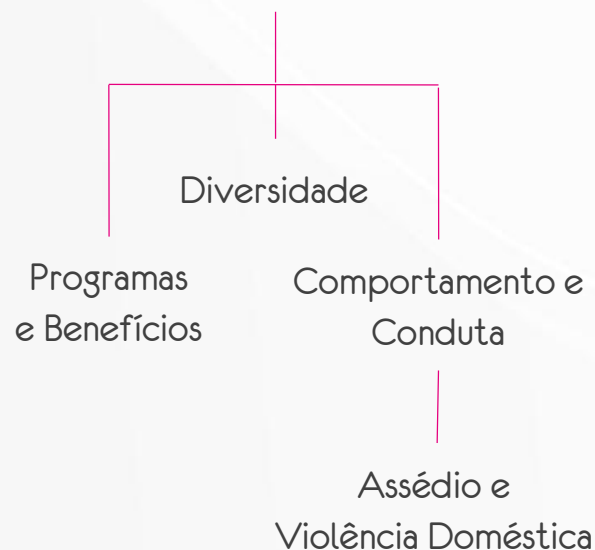 Diversidade
Programas
e Benefícios
Comportamento e
Conduta
Assédio e
Violência Doméstica